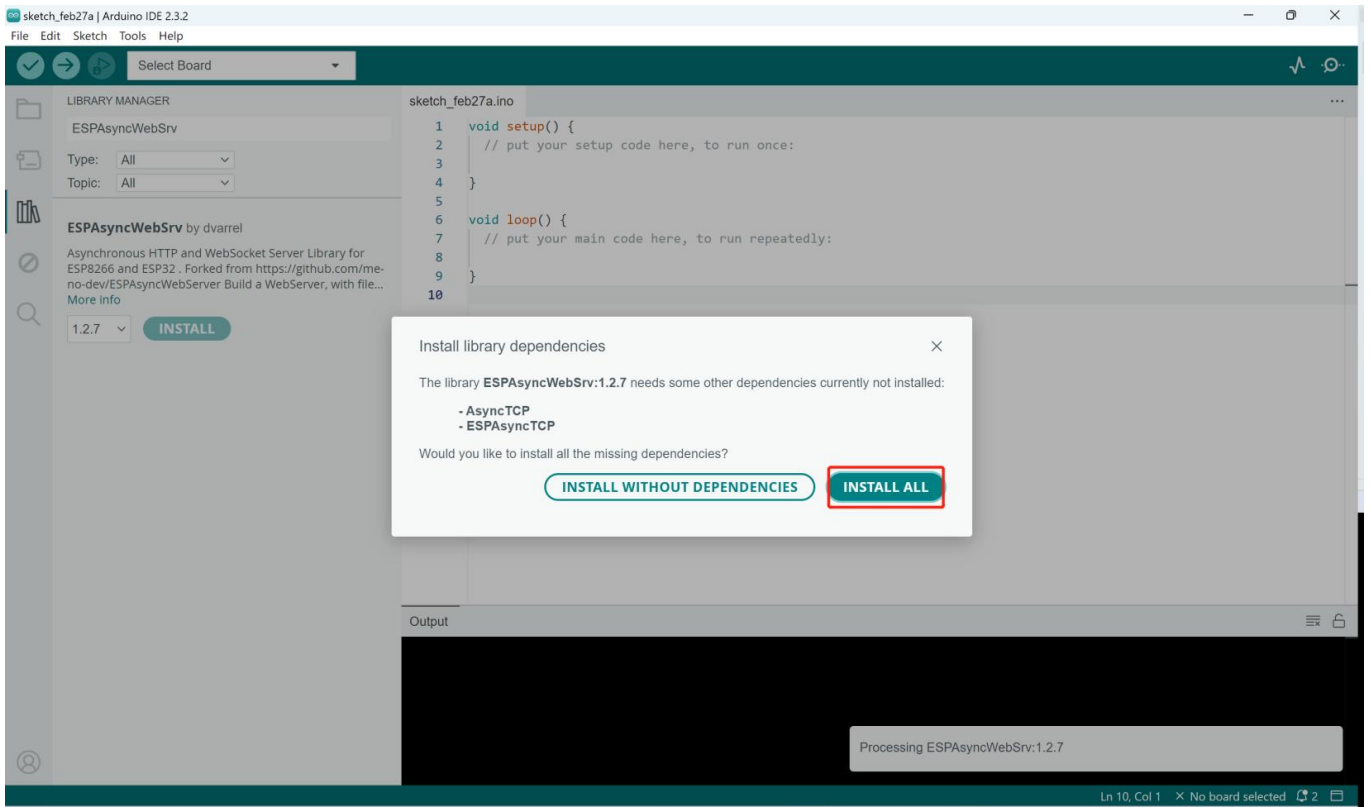 sketch_feb27a | Arduino IDE 2.3.2
File Edit Sketch Tools Help
Select Board
LIBRARY MANAGER
ESPAsyncWebSrv
Type: All
Topic: All
ESPAsyncWebSrv by dvarrel
Asynchronous HTTP and WebSocket Server Library for
ESP8266 and ESP32 . Forked from https://github.com/me-
no-dev/ESPAsyncWebServer Build a WebServer, with file...
More info
1.2.7 INSTALL
sketch_feb27a.ino
1 void setup() {
2 // put your setup code here, to run once:
3
4 }
5
6 void loop() {
7 // put your main code here, to run repeatedly:
8
9 }
10
Install library dependencies
The library ESPAsyncWebSrv:1.2.7 needs some other dependencies currently not installed:
- AsyncTCP
- ESPAsyncTCP
Would you like to install all the missing dependencies?
INSTALL WITHOUT DEPENDENCIES INSTALL ALL
Output
Processing ESPAsyncWebSrv:1.2.7
Ln 10, Col 1 × No board selected 2